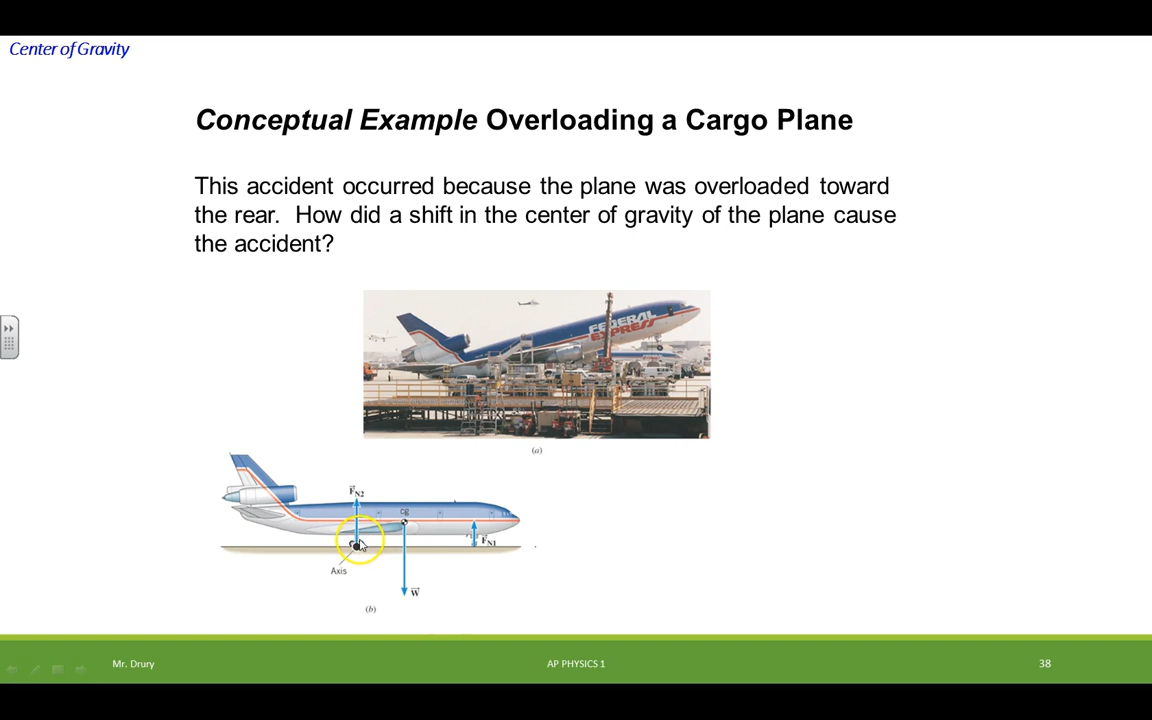 Center of Gravity
Conceptual Example Overloading a Cargo Plane
This accident occurred because the plane was overloaded toward
the rear. How did a shift in the center of gravity of the plane cause
the accident?
FEDERAL
EXPRESS
(a)
F⃗N2
cg
F⃗N1
Axis
W⃗
(b)
Mr. Drury
AP PHYSICS 1
38